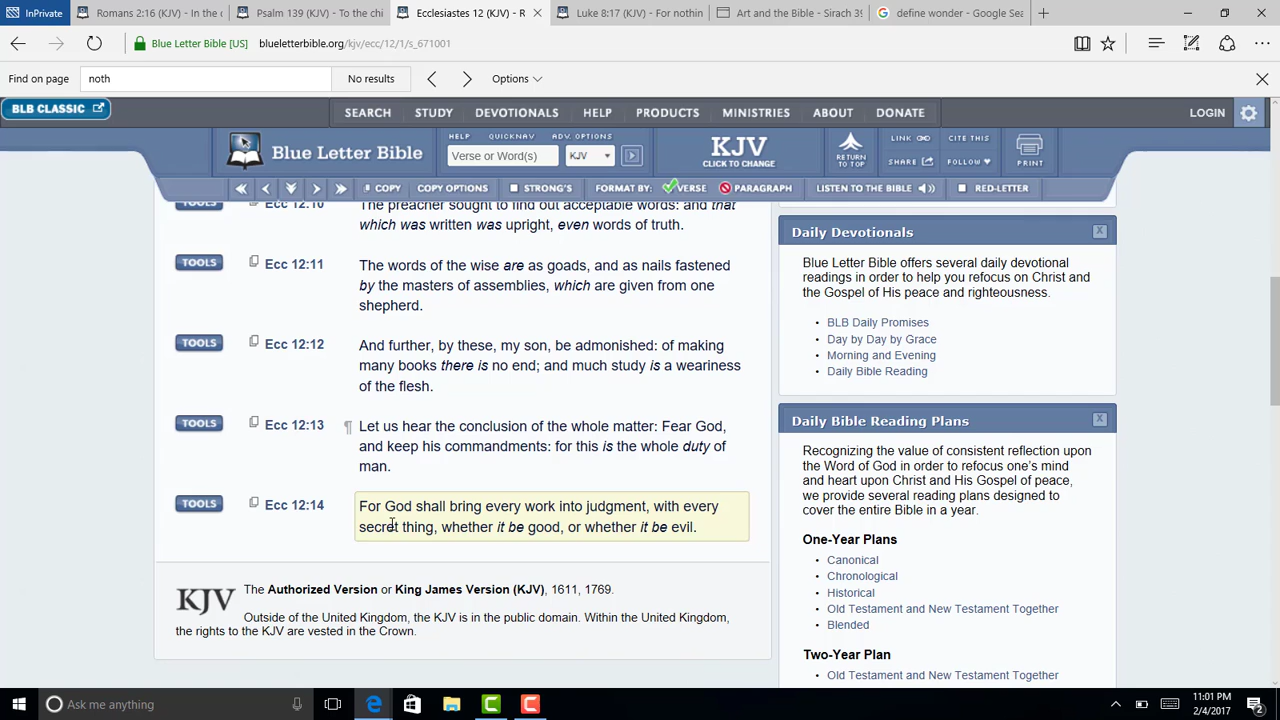 InPrivate
Romans 2:16 (KJV) - In the d
Psalm 139 (KJV) - To the chi
Ecclesiastes 12 (KJV) - R
Luke 8:17 (KJV) - For nothin
Art and the Bible - Sirach 39
define wonder - Google Sea
Blue Letter Bible [US]
blueletterbible.org/kjv/ecc/12/1/s_671001
Find on page
noth
No results
Options
BLB CLASSIC
SEARCH STUDY DEVOTIONALS HELP PRODUCTS MINISTRIES ABOUT DONATE
LOGIN
Blue Letter Bible
HELP QUICKNAV ADV. OPTIONS
Verse or Word(s)
KJV
KJV
CLICK TO CHANGE
RETURN
TO TOP
LINK
SHARE
CITE THIS
FOLLOW
PRINT
COPY COPY OPTIONS STRONG'S FORMAT BY: VERSE PARAGRAPH LISTEN TO THE BIBLE RED-LETTER
TOOLS
Ecc 12:10
The preacher sought to find out acceptable words: and that
which was written was upright, even words of truth.
TOOLS
Ecc 12:11
The words of the wise are as goads, and as nails fastened
by the masters of assemblies, which are given from one
shepherd.
TOOLS
Ecc 12:12
And further, by these, my son, be admonished: of making
many books there is no end; and much study is a weariness
of the flesh.
TOOLS
Ecc 12:13
¶ Let us hear the conclusion of the whole matter: Fear God,
and keep his commandments: for this is the whole duty of
man.
TOOLS
Ecc 12:14
For God shall bring every work into judgment, with every
secret thing, whether it be good, or whether it be evil.
KJV
The Authorized Version or King James Version (KJV), 1611, 1769.
Outside of the United Kingdom, the KJV is in the public domain. Within the United Kingdom,
the rights to the KJV are vested in the Crown.
Daily Devotionals
X
Blue Letter Bible offers several daily devotional
readings in order to help you refocus on Christ and
the Gospel of His peace and righteousness.
BLB Daily Promises
Day by Day by Grace
Morning and Evening
Daily Bible Reading
Daily Bible Reading Plans
X
Recognizing the value of consistent reflection upon
the Word of God in order to refocus one's mind
and heart upon Christ and His Gospel of peace,
we provide several reading plans designed to
cover the entire Bible in a year.
One-Year Plans
Canonical
Chronological
Historical
Old Testament and New Testament Together
Blended
Two-Year Plan
Old Testament and New Testament Together
Ask me anything
11:01 PM
2/4/2017
2